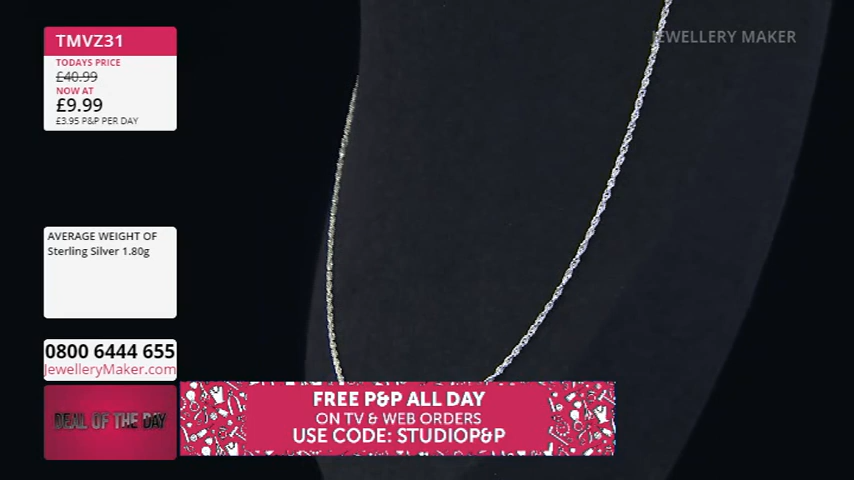 TMVZ31
TODAYS PRICE
£40.99
NOW AT
£9.99
£3.95 P&P PER DAY
JEWELLERY MAKER
AVERAGE WEIGHT OF
Sterling Silver 1.80g
0800 6444 655
JewelleryMaker.com
DEAL OF THE DAY
FREE P&P ALL DAY
ON TV & WEB ORDERS
USE CODE: STUDIOP&P